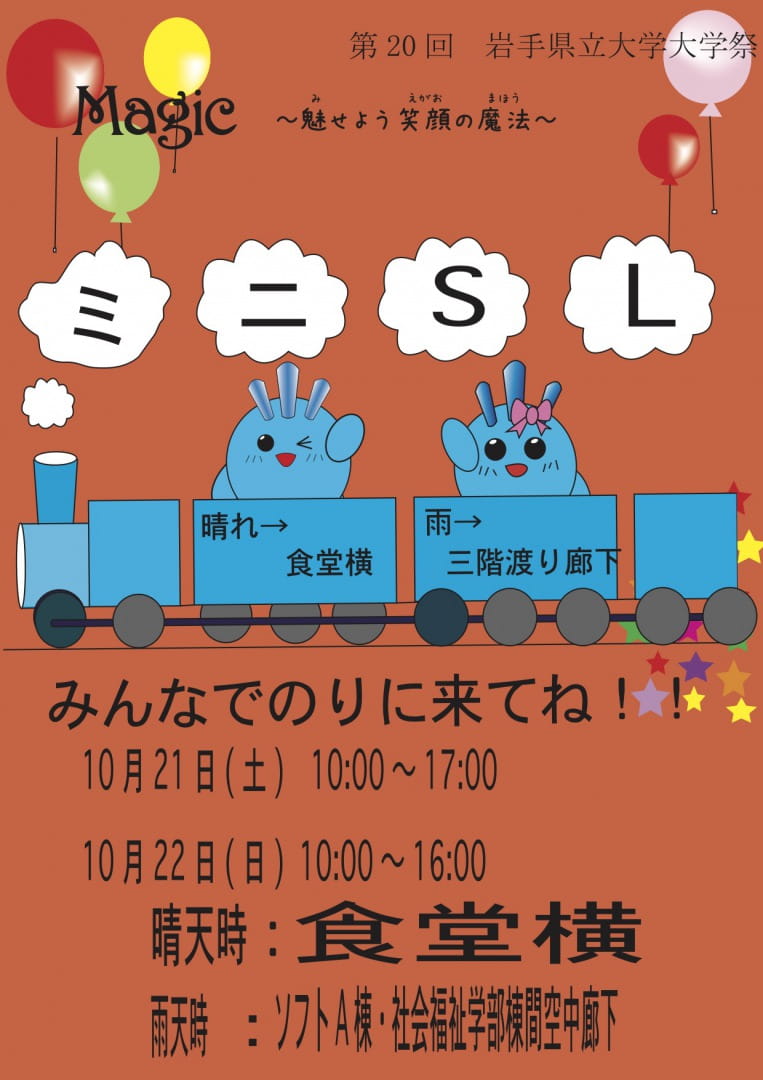 第20回 岩手県立大学大学祭
Magic ～魅せよう笑顔の魔法～
み えがお まほう
ミニSL
晴れ→
食堂横
雨→
三階渡り廊下
みんなでのりに来てね！！
10月21日(土) 10:00～17:00
10月22日(日) 10:00～16:00
晴天時：食堂横
雨天時：ソフトA棟・社会福祉学部棟間空中廊下